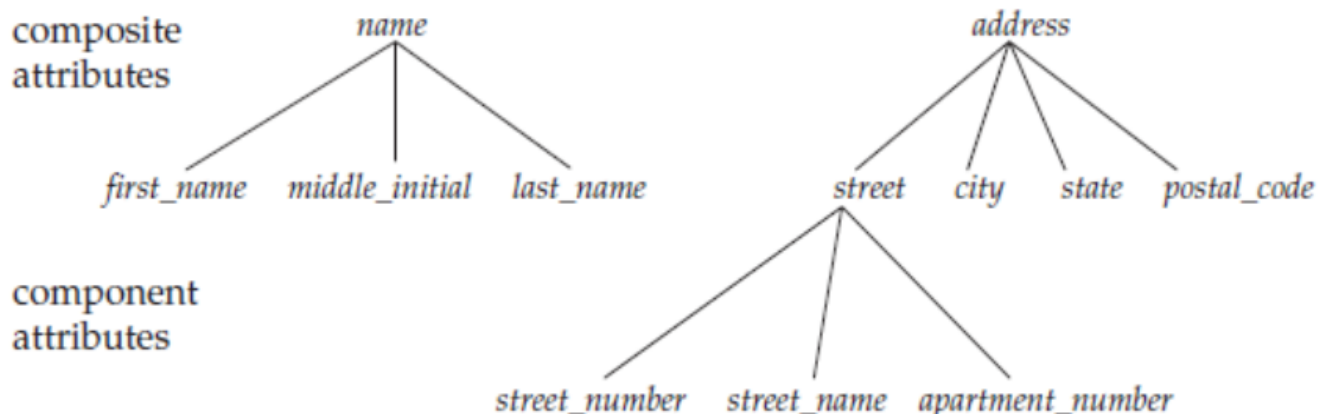 composite
attributes
name
address
first_name middle_initial last_name
street city state postal_code
component
attributes
street_number street_name apartment_number